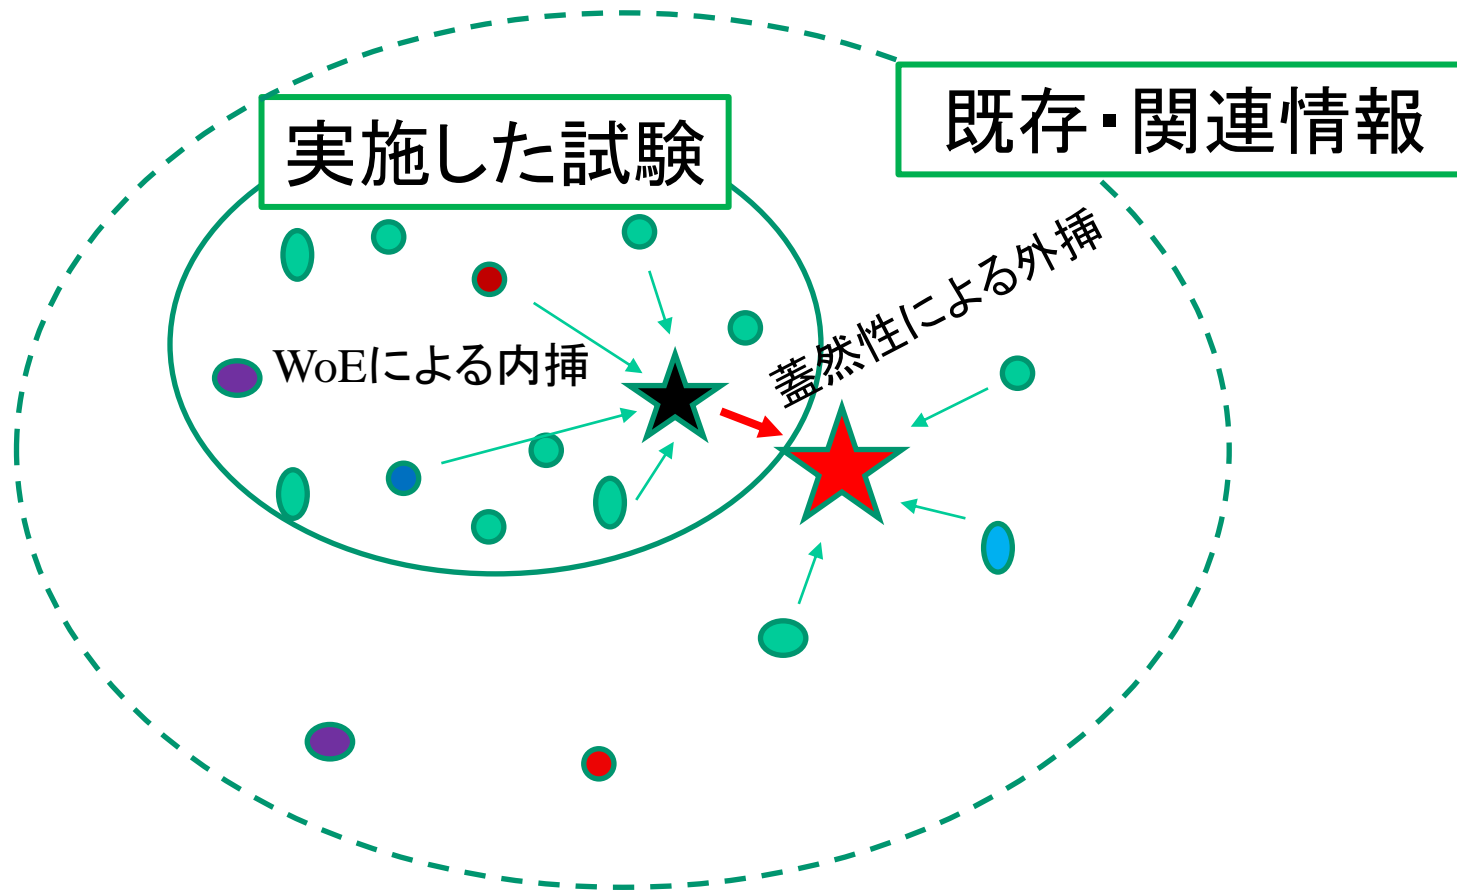 既存・関連情報
実施した試験
蓋然性による外挿
WoEによる内挿